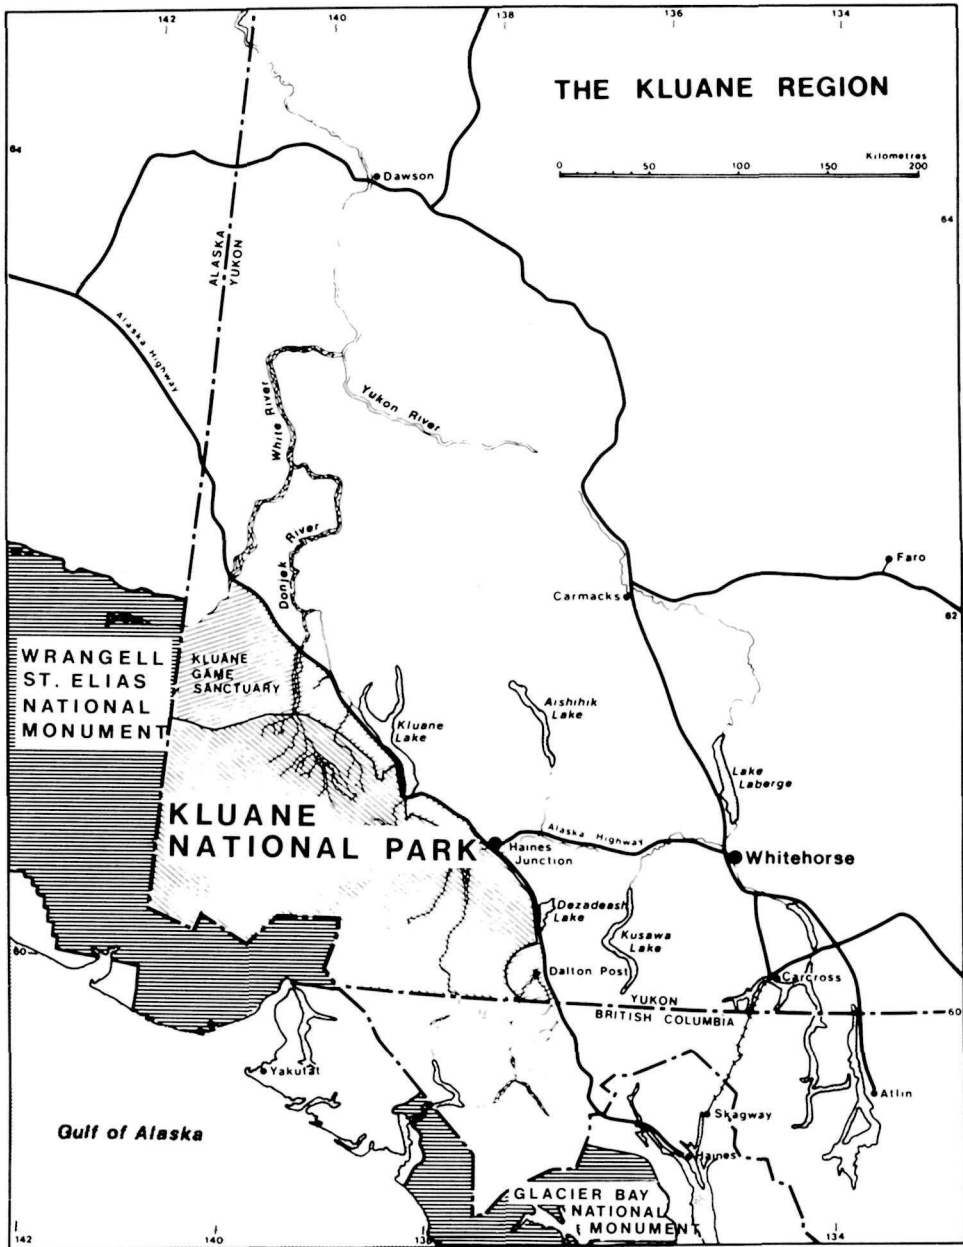 142
140
138
136
134
THE KLUANE REGION
Kilometres
0 50 100 150 200
64
64
Dawson
ALASKA
YUKON
Alaska Highway
White River
Yukon River
Donjek River
Faro
Carmacks
62
WRANGELL
ST. ELIAS
NATIONAL
MONUMENT
KLUANE
GAME
SANCTUARY
Kluane
Lake
Aishihik
Lake
Lake
Laberge
KLUANE
NATIONAL PARK
Haines
Junction
Alaska Highway
Whitehorse
Dezadeash
Lake
Kusawa
Lake
60
Dalton Post
Carcross
YUKON
BRITISH COLUMBIA
60
Yakutat
Atlin
Skagway
Gulf of Alaska
Haines
GLACIER BAY
NATIONAL
MONUMENT
142
140
138
134